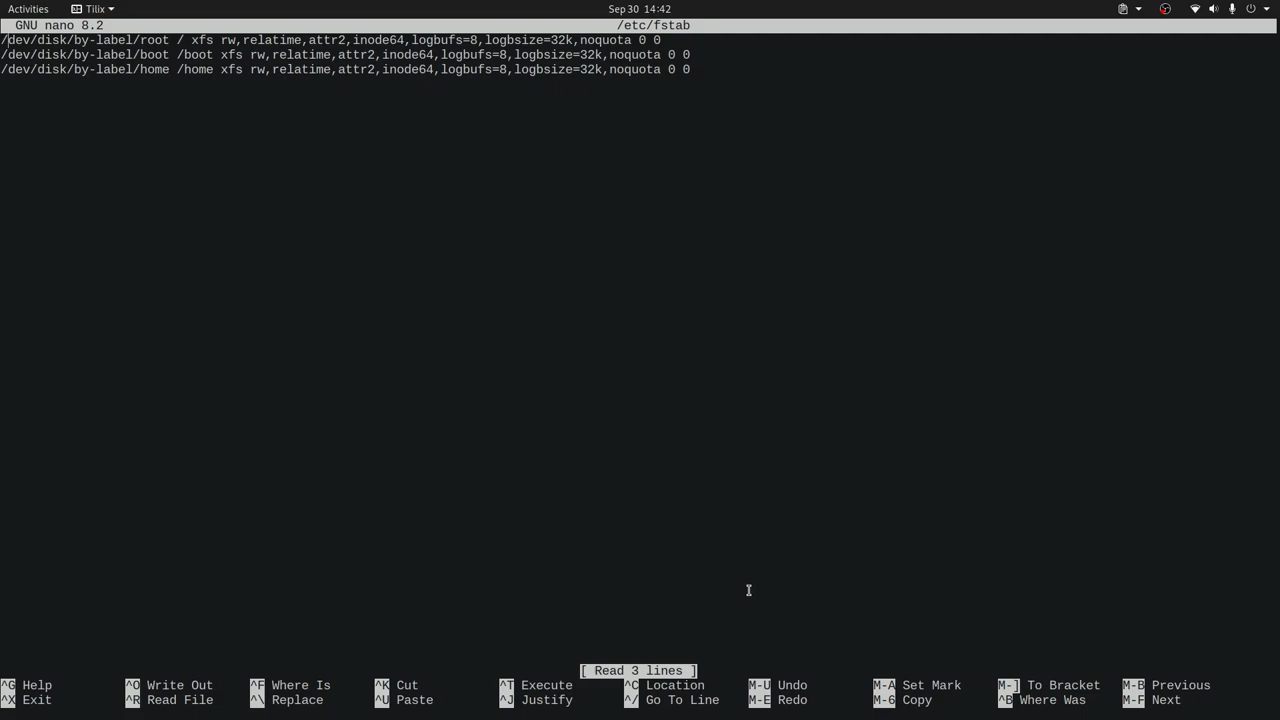 Activities Tilix Sep 30 14:42
GNU nano 8.2 /etc/fstab
/dev/disk/by-label/root / xfs rw,relatime,attr2,inode64,logbufs=8,logbsize=32k,noquota 0 0
/dev/disk/by-label/boot /boot xfs rw,relatime,attr2,inode64,logbufs=8,logbsize=32k,noquota 0 0
/dev/disk/by-label/home /home xfs rw,relatime,attr2,inode64,logbufs=8,logbsize=32k,noquota 0 0
[ Read 3 lines ]
^G Help ^O Write Out ^F Where Is ^K Cut ^T Execute ^C Location M-U Undo M-A Set Mark M-] To Bracket M-B Previous
^X Exit ^R Read File ^\ Replace ^U Paste ^J Justify ^/ Go To Line M-E Redo M-6 Copy ^B Where Was M-F Next